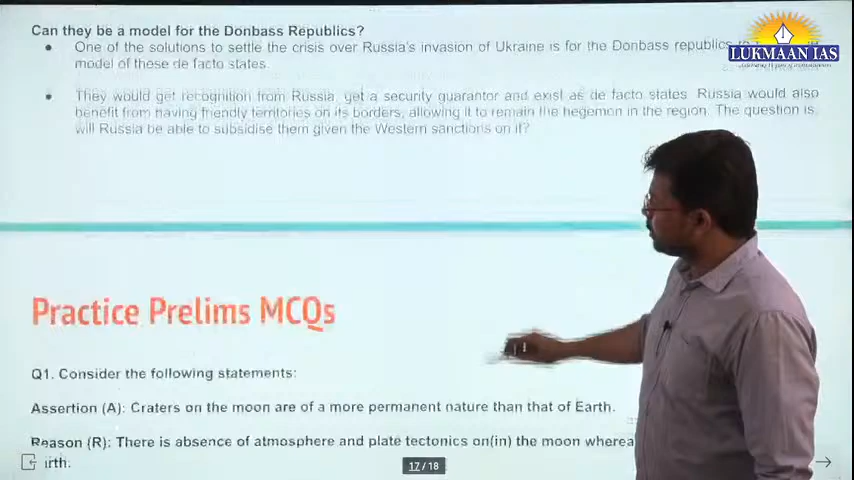 Can they be a model for the Donbass Republics?
LUKMAAN IAS
● One of the solutions to settle the crisis over Russia's invasion of Ukraine is for the Donbass republics
model of these de facto states.
● They would get recognition from Russia, get a security guarantor and exist as de facto states. Russia would also
benefit from having friendly territories on its borders, allowing it to remain the hegemon in the region. The question is,
will Russia be able to subsidise them given the Western sanctions on it?
Practice Prelims MCQs
Q1. Consider the following statements:
Assertion (A): Craters on the moon are of a more permanent nature than that of Earth.
Reason (R): There is absence of atmosphere and plate tectonics on(in) the moon wherea
irth.
17 / 18